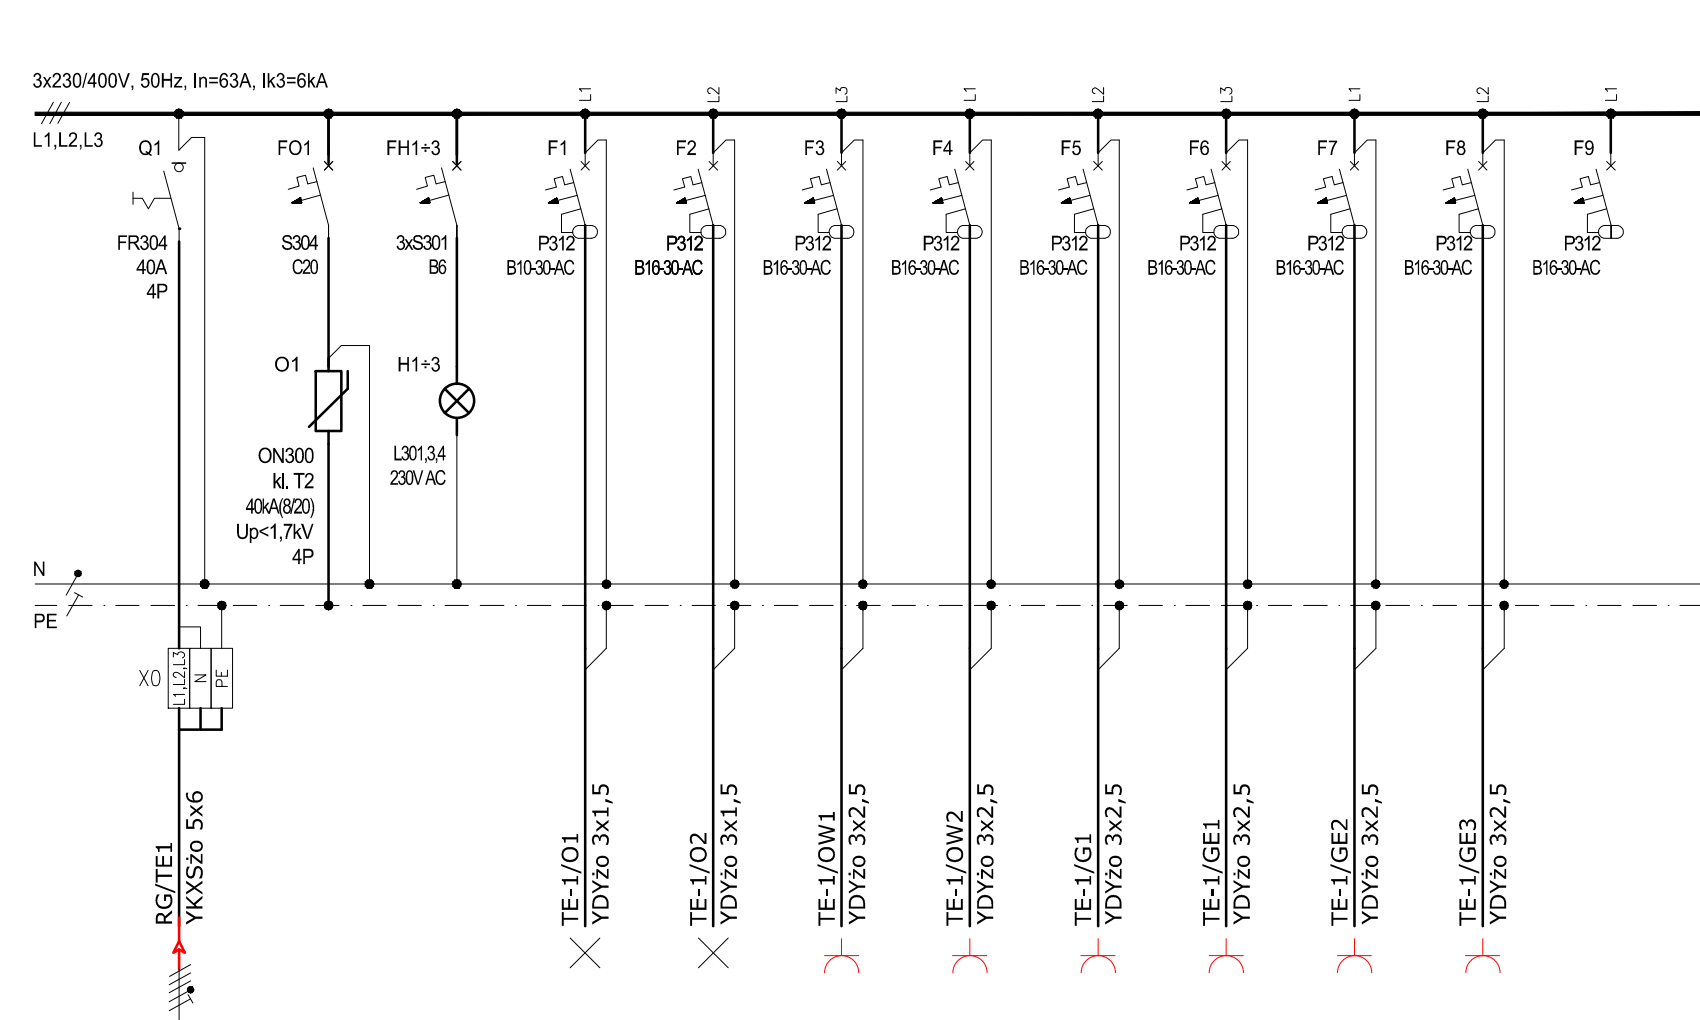 3x230/400V, 50Hz, In=63A, Ik3=6kA
L1,L2,L3
L1
L2
L3
L1
L2
L3
L1
L2
L1
Q1
FO1
FH1÷3
F1
F2
F3
F4
F5
F6
F7
F8
F9
FR304
40A
4P
S304
C20
3xS301
B6
P312
B10-30-AC
P312
B16-30-AC
P312
B16-30-AC
P312
B16-30-AC
P312
B16-30-AC
P312
B16-30-AC
P312
B16-30-AC
P312
B16-30-AC
P312
B16-30-AC
O1
H1÷3
ON300
kl. T2
40kA(8/20)
Up<1,7kV
4P
L301,3,4
230V AC
N
PE
X0
L1,L2,L3
N
PE
RG/TE1
YKXSżo 5x6
TE-1/O1
YDYżo 3x1,5
TE-1/O2
YDYżo 3x1,5
TE-1/OW1
YDYżo 3x2,5
TE-1/OW2
YDYżo 3x2,5
TE-1/G1
YDYżo 3x2,5
TE-1/GE1
YDYżo 3x2,5
TE-1/GE2
YDYżo 3x2,5
TE-1/GE3
YDYżo 3x2,5